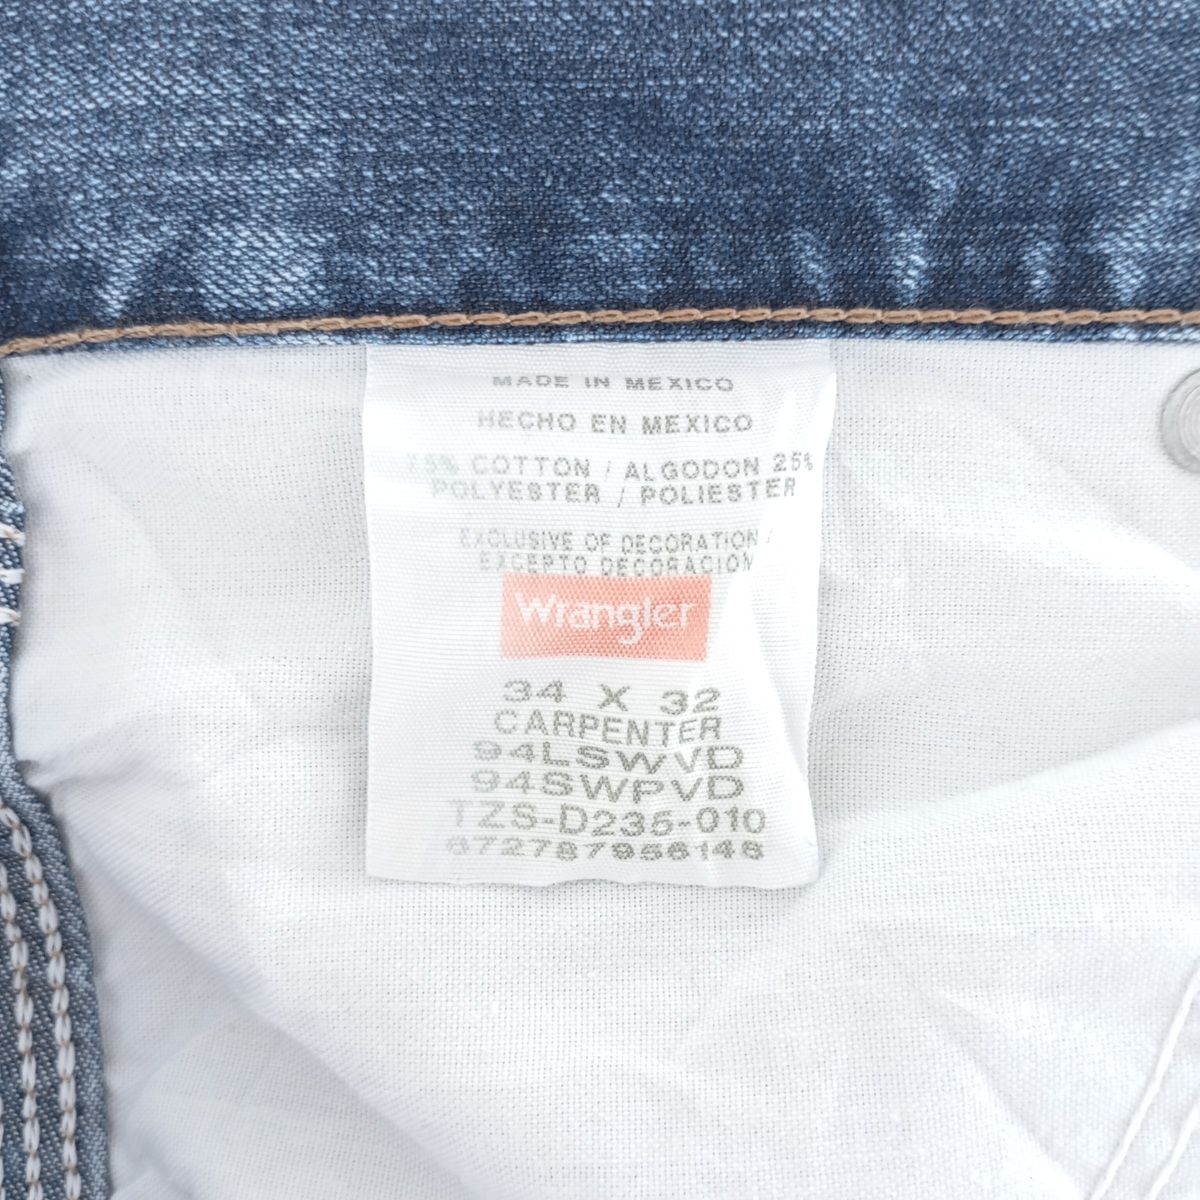 MADE IN MEXICO
HECHO EN MEXICO
75% COTTON / ALGODON 25%
POLYESTER / POLIESTER
EXCLUSIVE OF DECORATION /
EXCEPTO DECORACION
Wrangler
34 X 32
CARPENTER
94LSWVD
94SWPVD
TZS-D235-010
672787956148